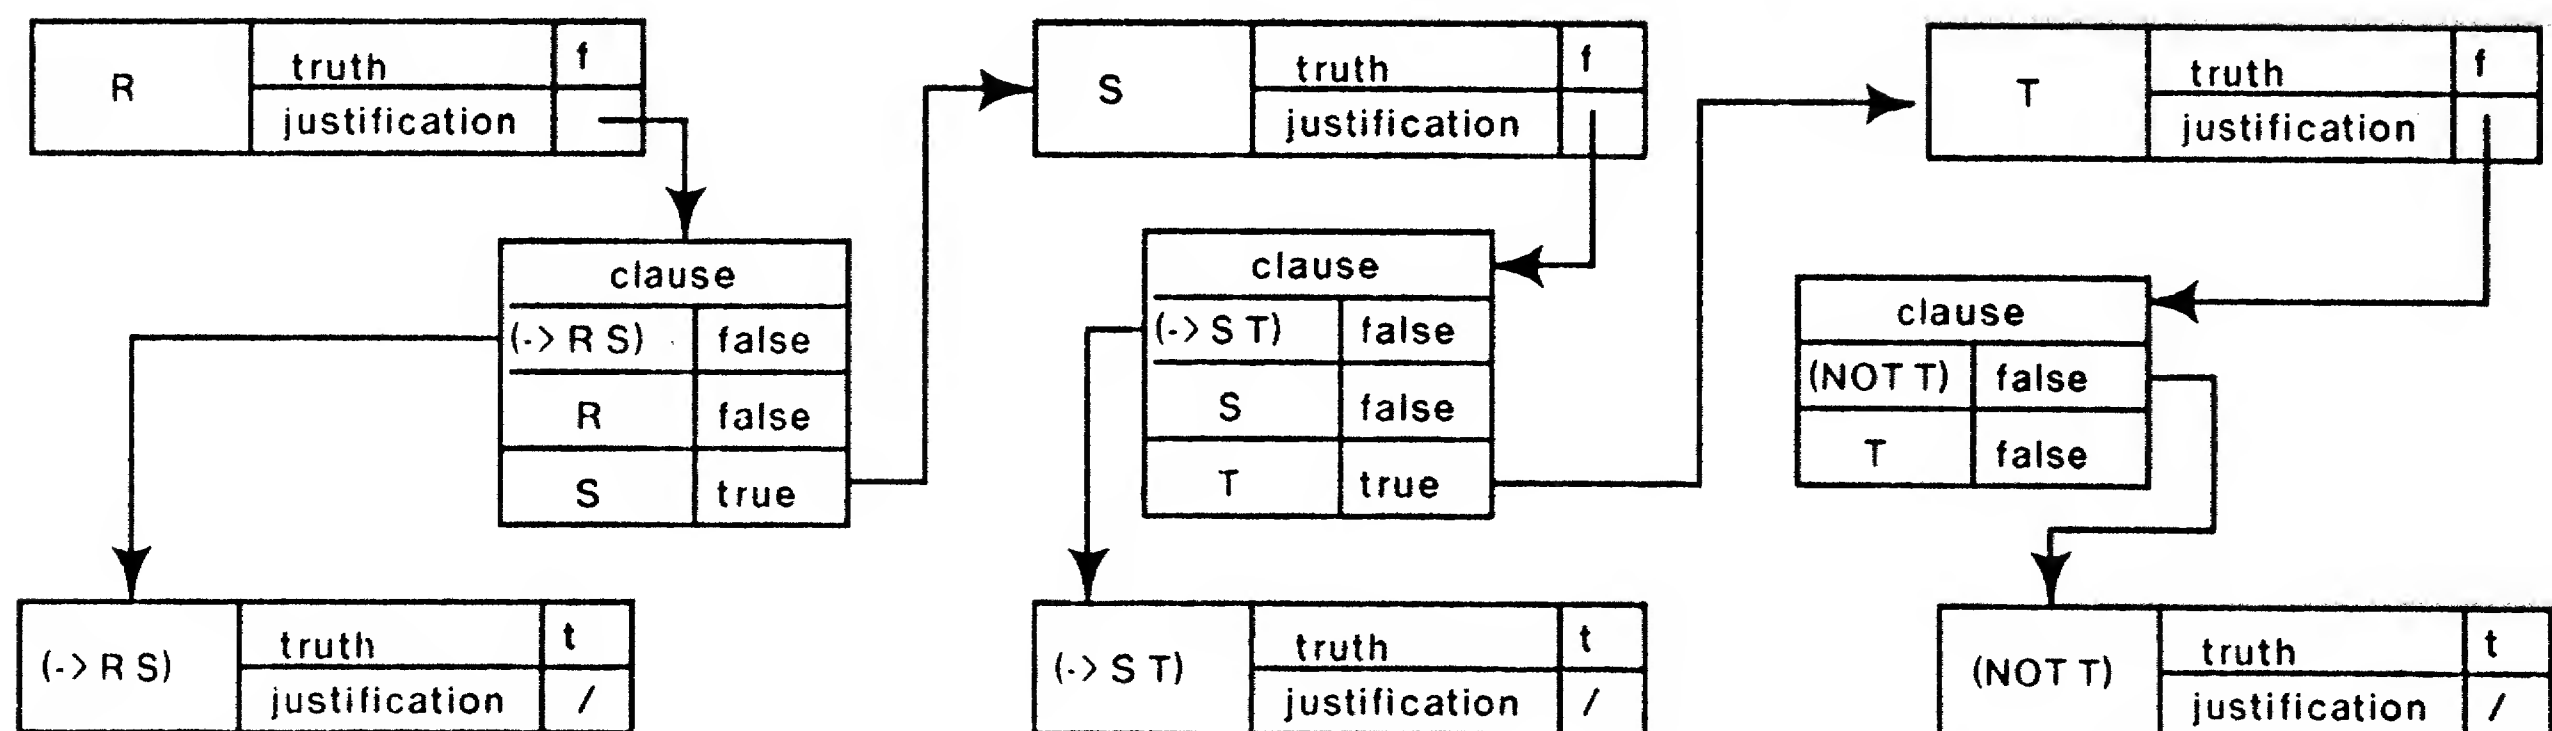 R truth f
justification
S truth f
justification
T truth f
justification
clause
(-> R S) false
R false
S true
clause
(-> S T) false
S false
T true
clause
(NOT T) false
T false
(-> R S) truth t
justification /
(-> S T) truth t
justification /
(NOT T) truth t
justification /